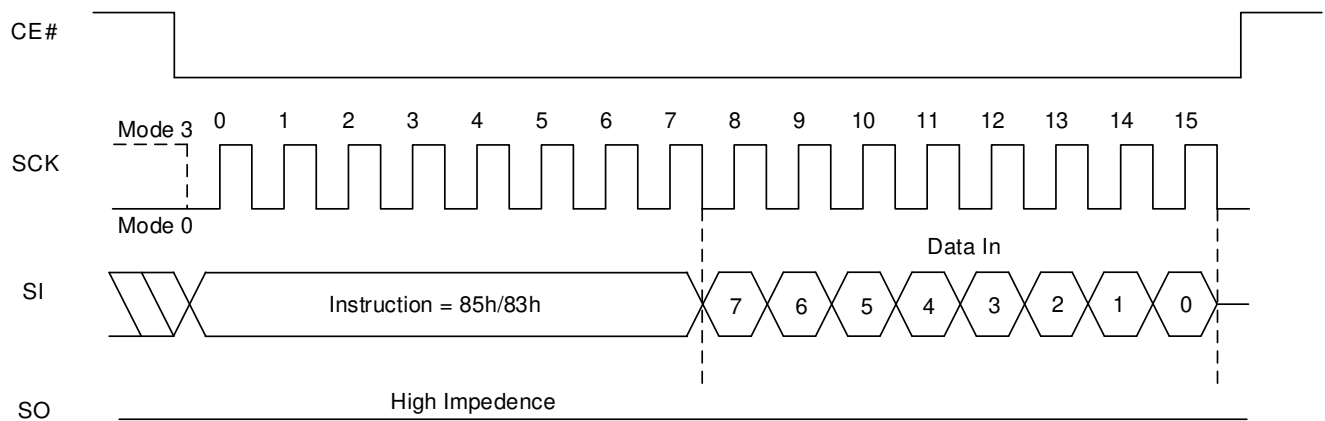 CE#
Mode 3
0 1 2 3 4 5 6 7 8 9 10 11 12 13 14 15
SCK
Mode 0
Data In
SI
Instruction = 85h/83h
7 6 5 4 3 2 1 0
High Impedence
SO